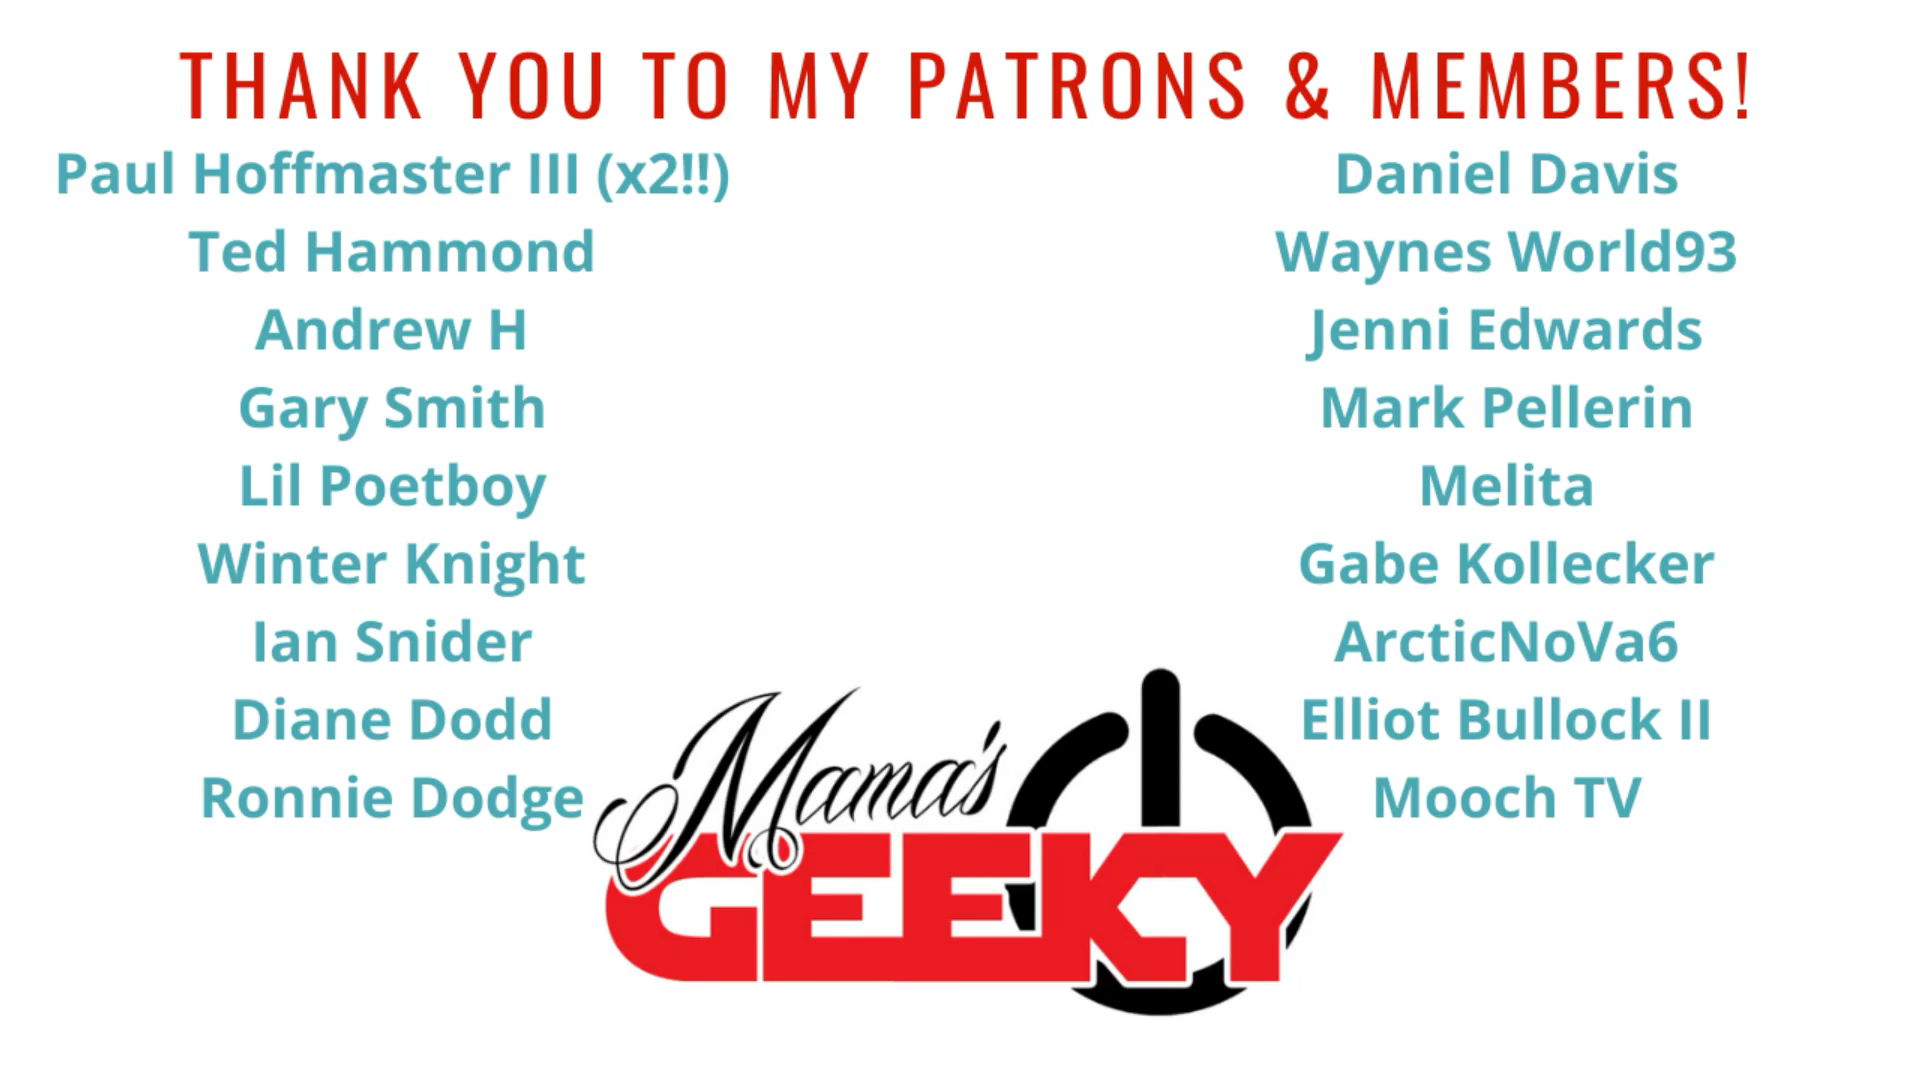 THANK YOU TO MY PATRONS & MEMBERS!
Paul Hoffmaster III (x2!!)
Ted Hammond
Andrew H
Gary Smith
Lil Poetboy
Winter Knight
Ian Snider
Diane Dodd
Ronnie Dodge
Daniel Davis
Waynes World93
Jenni Edwards
Mark Pellerin
Melita
Gabe Kollecker
ArcticNoVa6
Elliot Bullock II
Mooch TV
Mama's
GEEKY